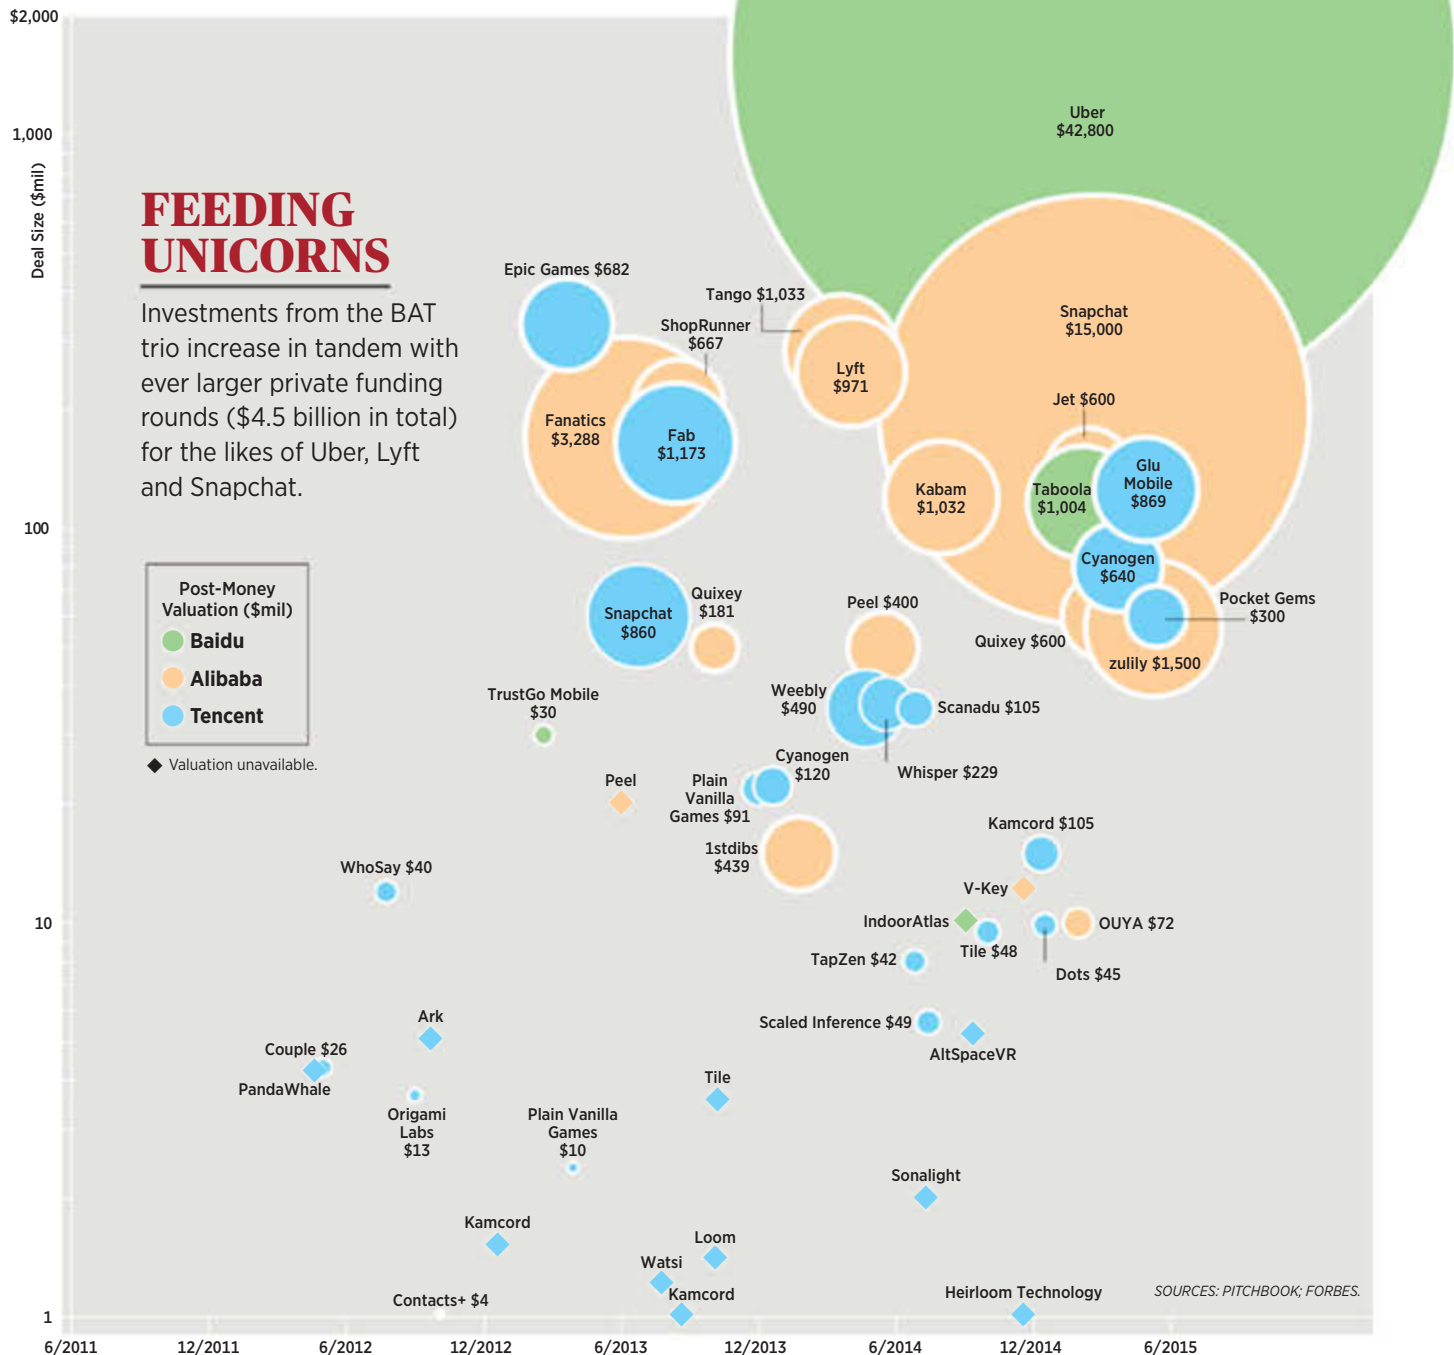 $2,000
1,000
Deal Size ($mil)
100
10
1
FEEDING
UNICORNS
Investments from the BAT
trio increase in tandem with
ever larger private funding
rounds ($4.5 billion in total)
for the likes of Uber, Lyft
and Snapchat.
Post-Money
Valuation ($mil)
Baidu
Alibaba
Tencent
Valuation unavailable.
Uber
$42,800
Snapchat
$15,000
Epic Games $682
Tango $1,033
ShopRunner
$667
Lyft
$971
Jet $600
Fanatics
$3,288
Fab
$1,173
Kabam
$1,032
Taboola
$1,004
Glu
Mobile
$869
Cyanogen
$640
Snapchat
$860
Quixey
$181
Peel $400
Pocket Gems
$300
Quixey $600
zulily $1,500
TrustGo Mobile
$30
Weebly
$490
Scanadu $105
Whisper $229
Cyanogen
$120
Peel
Plain
Vanilla
Games $91
1stdibs
$439
Kamcord $105
WhoSay $40
V-Key
IndoorAtlas
Tile $48
OUYA $72
Dots $45
TapZen $42
Scaled Inference $49
AltSpaceVR
Ark
Couple $26
PandaWhale
Origami
Labs
$13
Plain Vanilla
Games
$10
Tile
Sonalight
Kamcord
Loom
Watsi
Kamcord
Contacts+ $4
Heirloom Technology
SOURCES: PITCHBOOK; FORBES.
6/2011
12/2011
6/2012
12/2012
6/2013
12/2013
6/2014
12/2014
6/2015